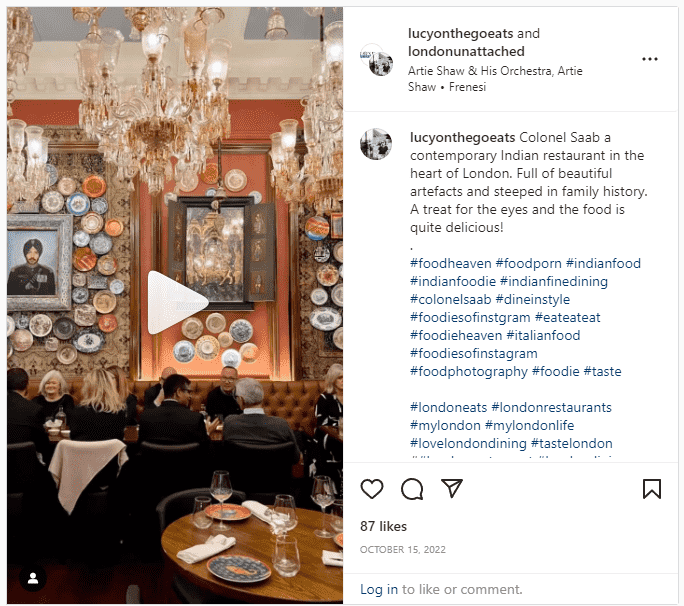 lucyonthegoeats and
londonunattached
Artie Shaw & His Orchestra, Artie
Shaw • Frenesi
lucyonthegoeats Colonel Saab a
contemporary Indian restaurant in the
heart of London. Full of beautiful
artefacts and steeped in family history.
A treat for the eyes and the food is
quite delicious!
.
#foodheaven #foodporn #indianfood
#indianfoodie #indianfinedining
#colonelsaab #dineinstyle
#foodiesofinstgram #eateateat
#foodieheaven #italianfood
#foodiesofinstagram
#foodphotography #foodie #taste
#londoneats #londonrestaurants
#mylondon #mylondonlife
#lovelondondining #tastelondon
87 likes
OCTOBER 15, 2022
Log in to like or comment.